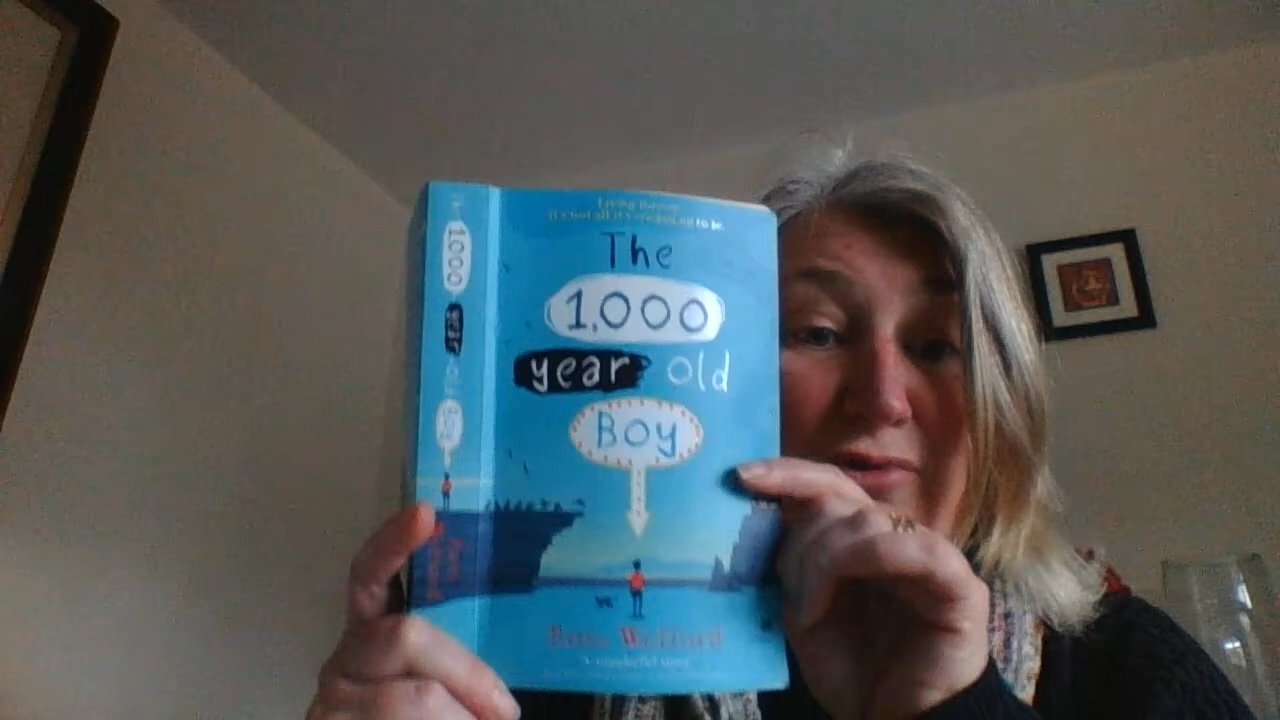 Living forever
it's not all it's cracked up to be.
The
1,000
year old
Boy
Ross Welford
'A wonderful story'
1,000
year
old
Boy
Ross
Welford